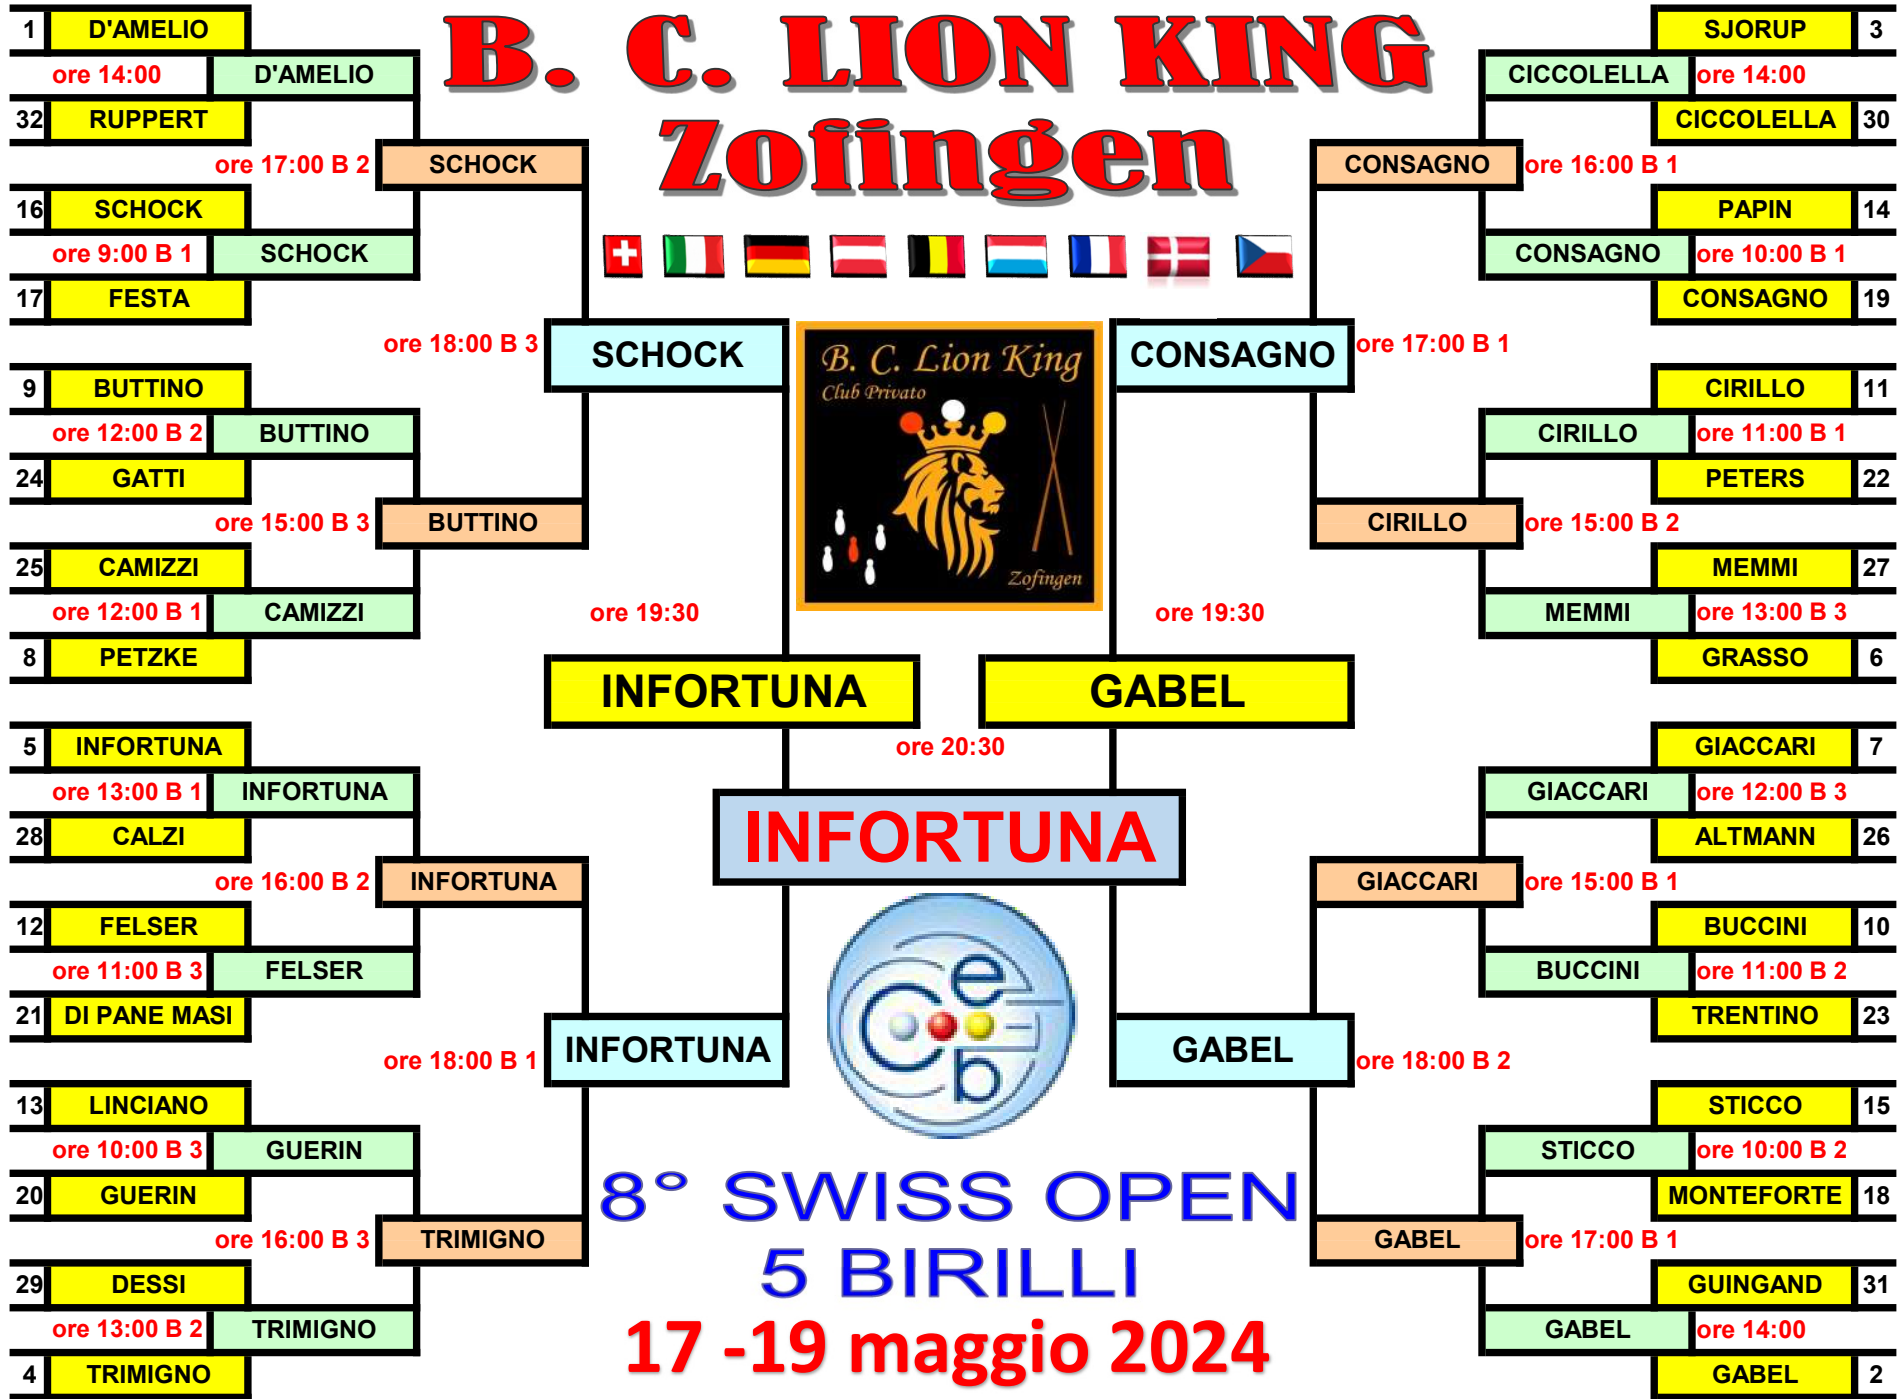 B. C. LION KING
Zofingen
1 D'AMELIO
ore 14:00 D'AMELIO
32 RUPPERT
ore 17:00 B 2 SCHOCK
16 SCHOCK
ore 9:00 B 1 SCHOCK
17 FESTA
ore 18:00 B 3 SCHOCK
9 BUTTINO
ore 12:00 B 2 BUTTINO
24 GATTI
ore 15:00 B 3 BUTTINO
25 CAMIZZI
ore 12:00 B 1 CAMIZZI
8 PETZKE
ore 19:30
INFORTUNA
5 INFORTUNA
ore 13:00 B 1 INFORTUNA
28 CALZI
ore 16:00 B 2 INFORTUNA
12 FELSER
ore 11:00 B 3 FELSER
21 DI PANE MASI
ore 18:00 B 1 INFORTUNA
13 LINCIANO
ore 10:00 B 3 GUERIN
20 GUERIN
ore 16:00 B 3 TRIMIGNO
29 DESSI
ore 13:00 B 2 TRIMIGNO
4 TRIMIGNO
B. C. Lion King
Club Privato
Zofingen
ore 20:30
INFORTUNA
ceb
8° SWISS OPEN
5 BIRILLI
17 -19 maggio 2024
SJORUP 3
CICCOLELLA ore 14:00
CICCOLELLA 30
CONSAGNO ore 16:00 B 1
PAPIN 14
CONSAGNO ore 10:00 B 1
CONSAGNO 19
CONSAGNO ore 17:00 B 1
CIRILLO 11
CIRILLO ore 11:00 B 1
PETERS 22
CIRILLO ore 15:00 B 2
MEMMI 27
MEMMI ore 13:00 B 3
GRASSO 6
ore 19:30
GABEL
GIACCARI 7
GIACCARI ore 12:00 B 3
ALTMANN 26
GIACCARI ore 15:00 B 1
BUCCINI 10
BUCCINI ore 11:00 B 2
TRENTINO 23
GABEL ore 18:00 B 2
STICCO 15
STICCO ore 10:00 B 2
MONTEFORTE 18
GABEL ore 17:00 B 1
GUINGAND 31
GABEL ore 14:00
GABEL 2